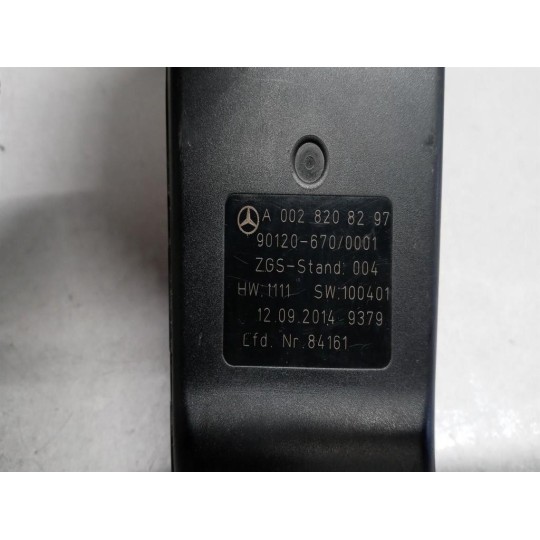 A 002 820 82 97
90120-670/0001
ZGS-Stand: 004
HW:1111 SW:100401
12.09.2014 9379
Lfd. Nr.84161